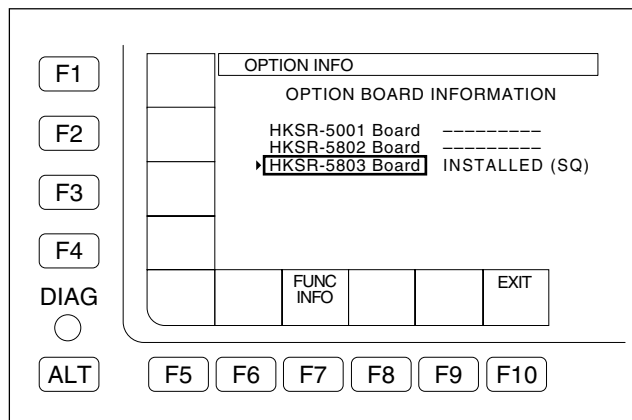 F1
F2
F3
F4
DIAG
ALT
OPTION INFO
OPTION BOARD INFORMATION
HKSR-5001 Board ---------
HKSR-5802 Board ---------
HKSR-5803 Board INSTALLED (SQ)
FUNC
INFO
EXIT
F5 F6 F7 F8 F9 F10